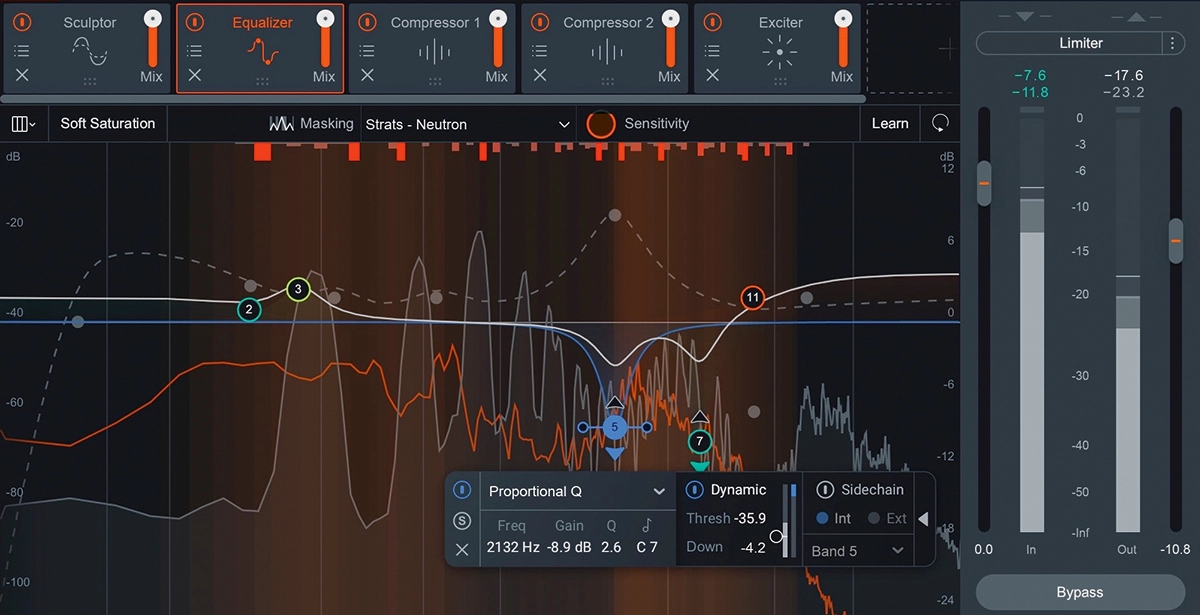 Sculptor
Mix
Equalizer
Mix
Compressor 1
Mix
Compressor 2
Mix
Exciter
Mix
Limiter
-7.6
-11.8
-17.6
-23.2
Soft Saturation
Masking
Strats - Neutron
Sensitivity
Learn
dB
-20
-40
-60
-80
-100
dB
12
6
0
-6
-12
-18
-24
2
3
5
7
11
Proportional Q
Freq Gain Q
2132 Hz -8.9 dB 2.6 C 7
S
Dynamic
Thresh -35.9
Down -4.2
Sidechain
Int Ext
Band 5
0
-3
-6
-10
-15
-20
-30
-40
-50
-Inf
0.0 In Out -10.8
Bypass